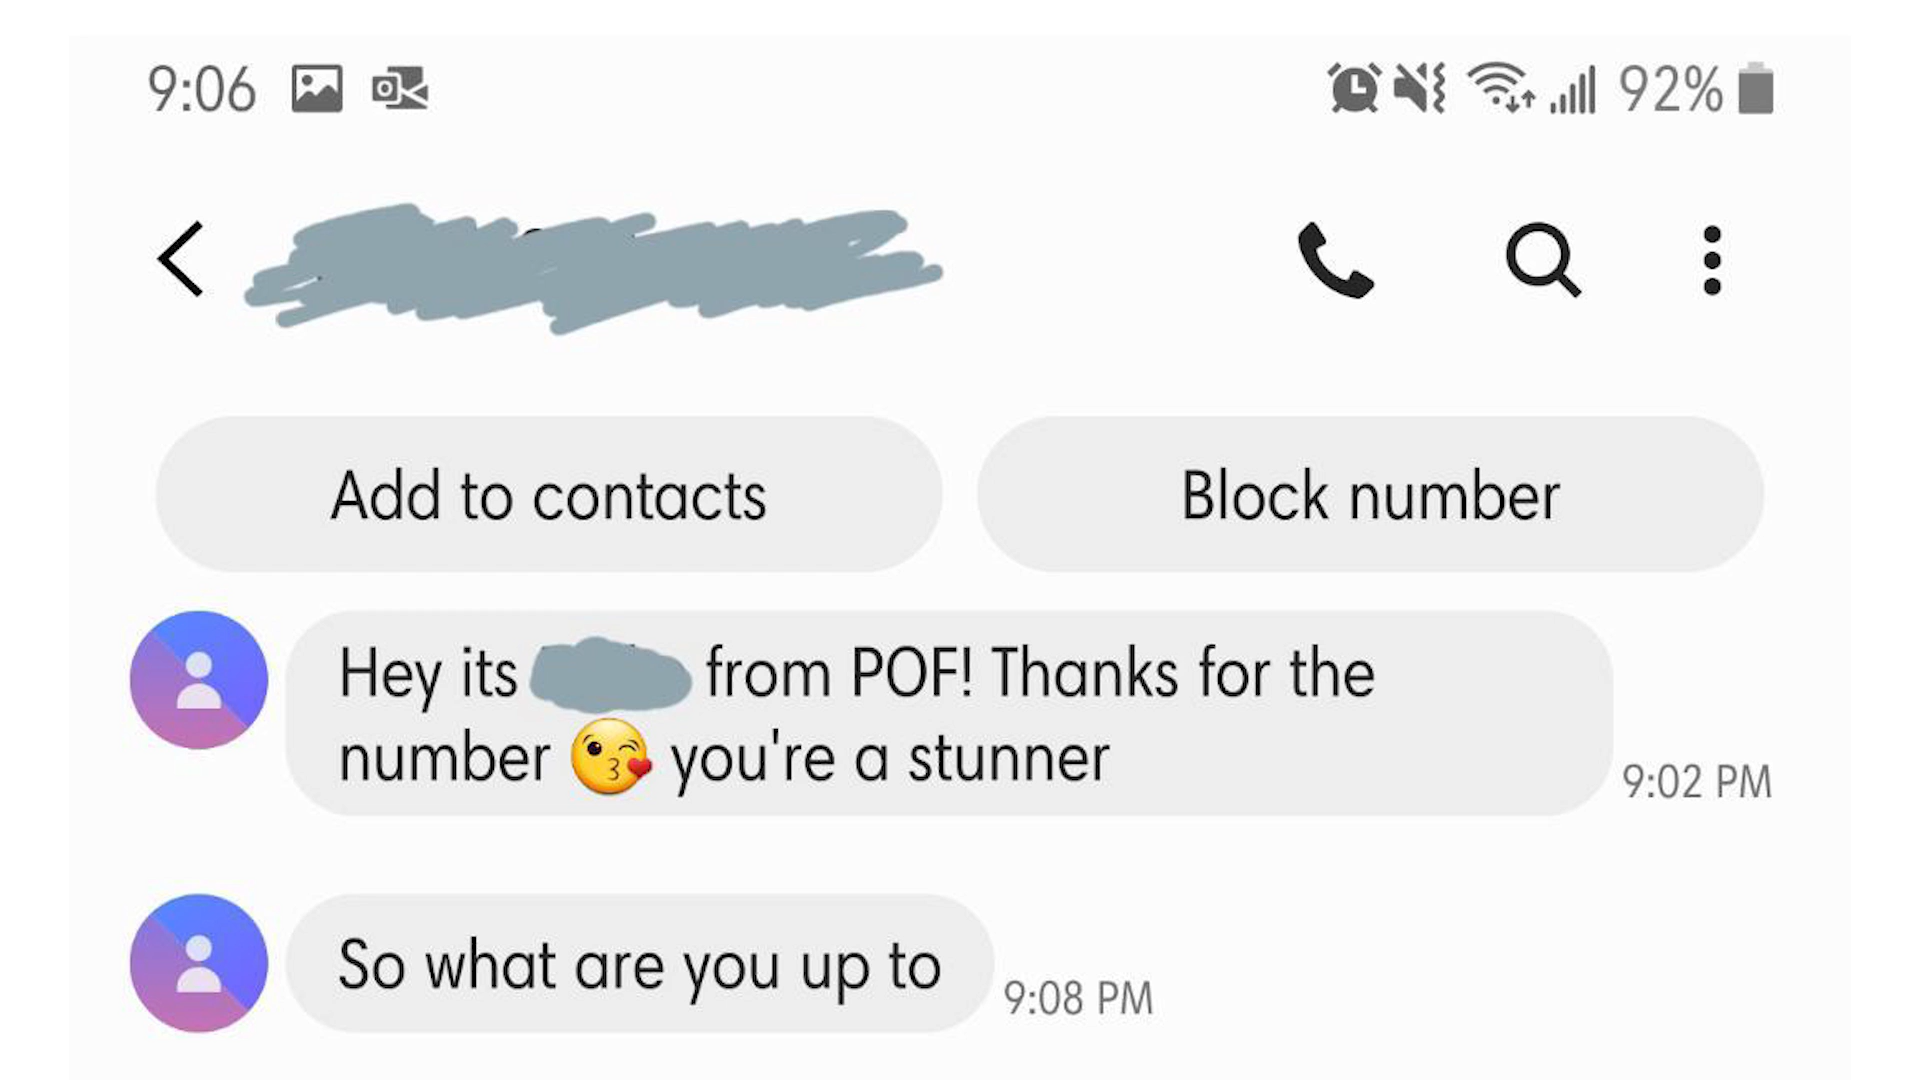 9:06 92%
Add to contacts Block number
Hey its from POF! Thanks for the
number 😘 you're a stunner
9:02 PM
So what are you up to
9:08 PM